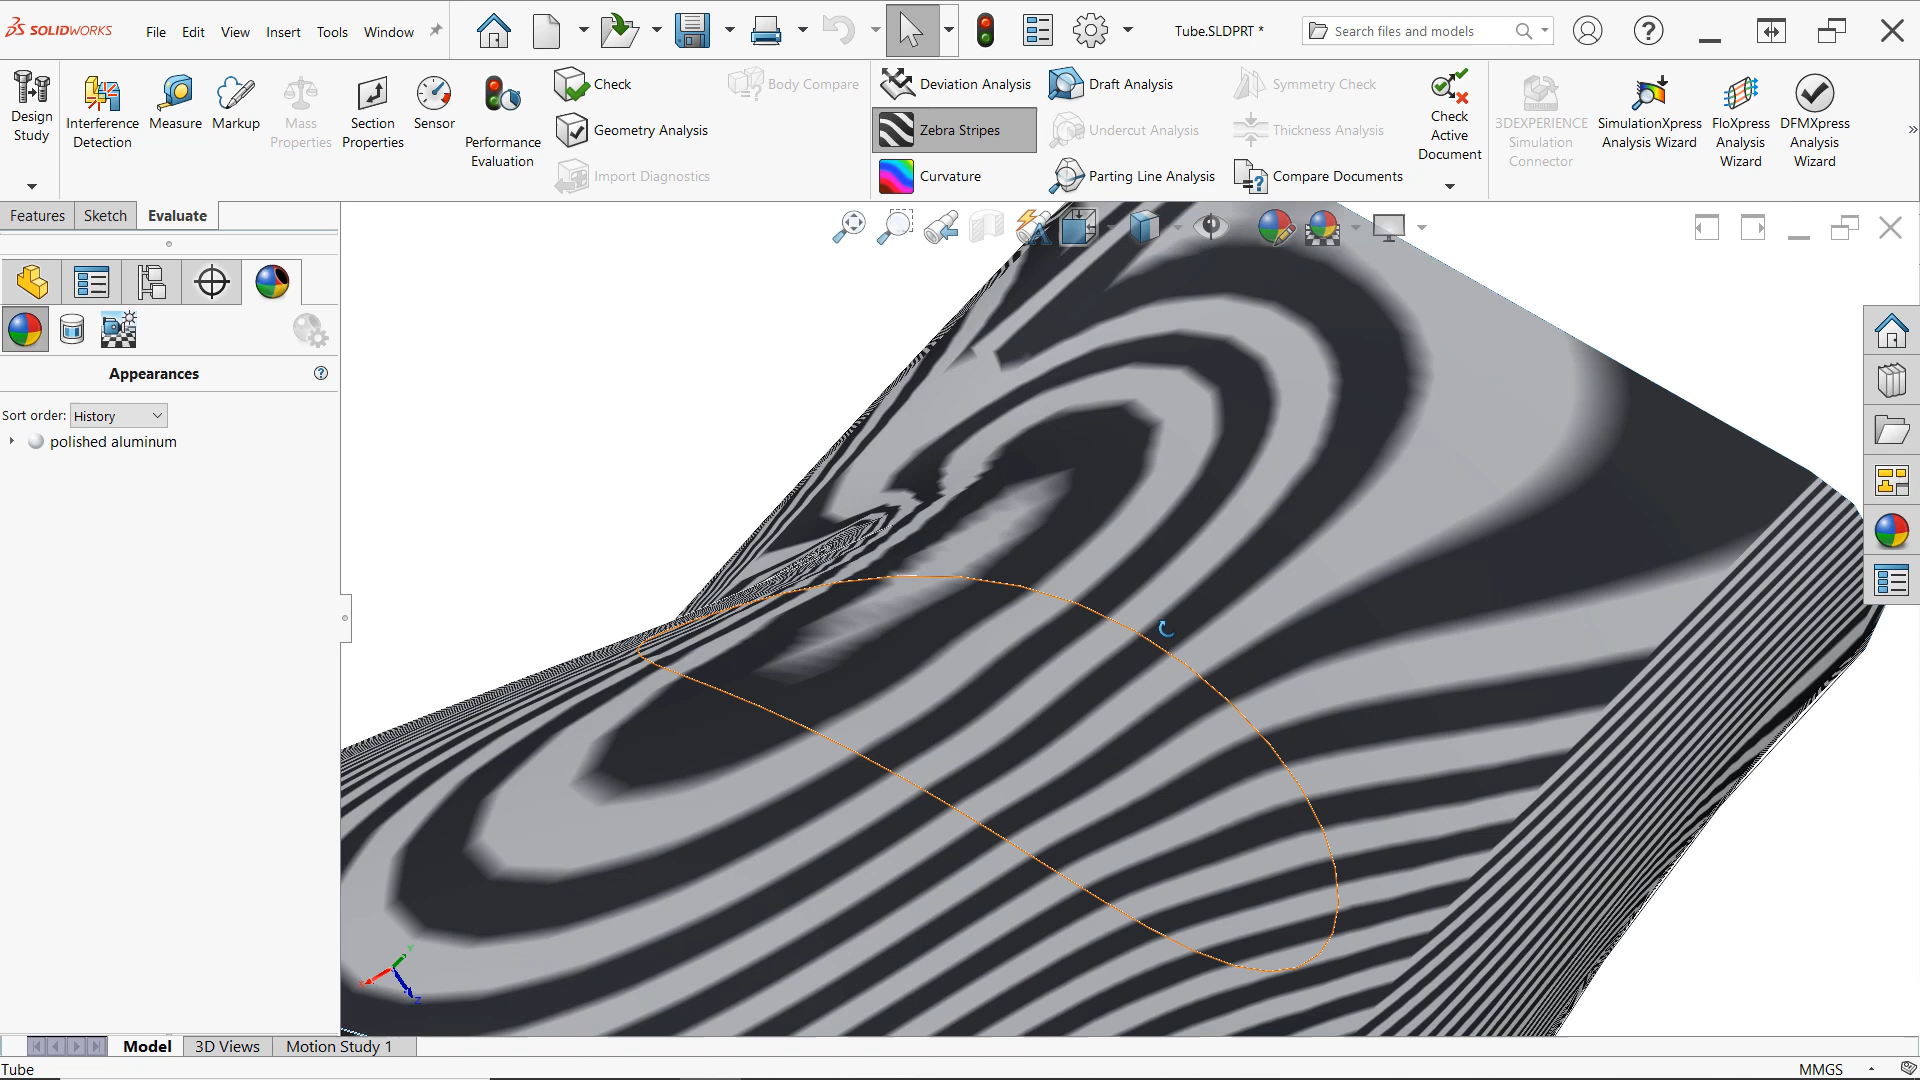 SOLIDWORKS
File
Edit
View
Insert
Tools
Window
Tube.SLDPRT *
Search files and models
Design
Study
Interference
Detection
Measure
Markup
Mass
Properties
Section
Properties
Sensor
Performance
Evaluation
Check
Geometry Analysis
Import Diagnostics
Body Compare
Deviation Analysis
Zebra Stripes
Curvature
Draft Analysis
Undercut Analysis
Parting Line Analysis
Symmetry Check
Thickness Analysis
Compare Documents
Check
Active
Document
3DEXPERIENCE
Simulation
Connector
SimulationXpress
Analysis Wizard
FloXpress
Analysis
Wizard
DFMXpress
Analysis
Wizard
Features
Sketch
Evaluate
Appearances
Sort order: History
polished aluminum
Y
X
Z
Model
3D Views
Motion Study 1
Tube
MMGS